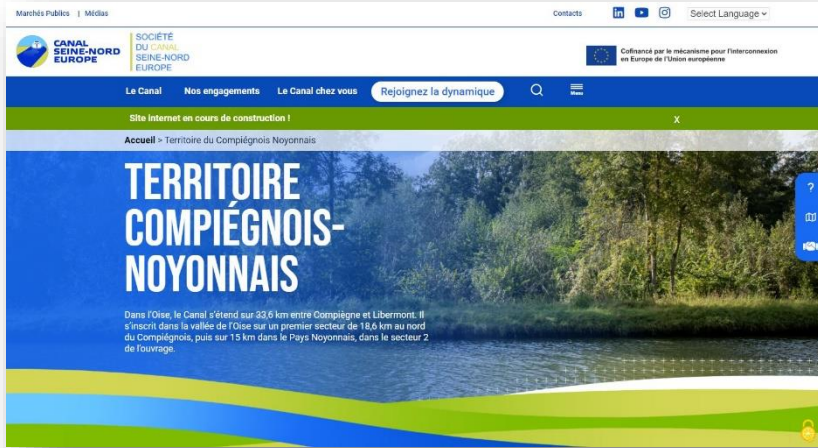 Marchés Publics | Médias
Contacts
Select Language
CANAL
SEINE-NORD
EUROPE
SOCIÉTÉ
DU CANAL
SEINE-NORD
EUROPE
Cofinancé par le mécanisme pour l'interconnexion
en Europe de l'Union européenne
Le Canal Nos engagements Le Canal chez vous Rejoignez la dynamique Menu
Site internet en cours de construction ! X
Accueil > Territoire du Compiégnois Noyonnais
TERRITOIRE
COMPIÉGNOIS-
NOYONNAIS
Dans l'Oise, le Canal s'étend sur 33,6 km entre Compiègne et Libermont. Il
s'inscrit dans la vallée de l'Oise sur un premier secteur de 18,6 km au nord
du Compiégnois, puis sur 15 km dans le Pays Noyonnais, dans le secteur 2
de l'ouvrage.